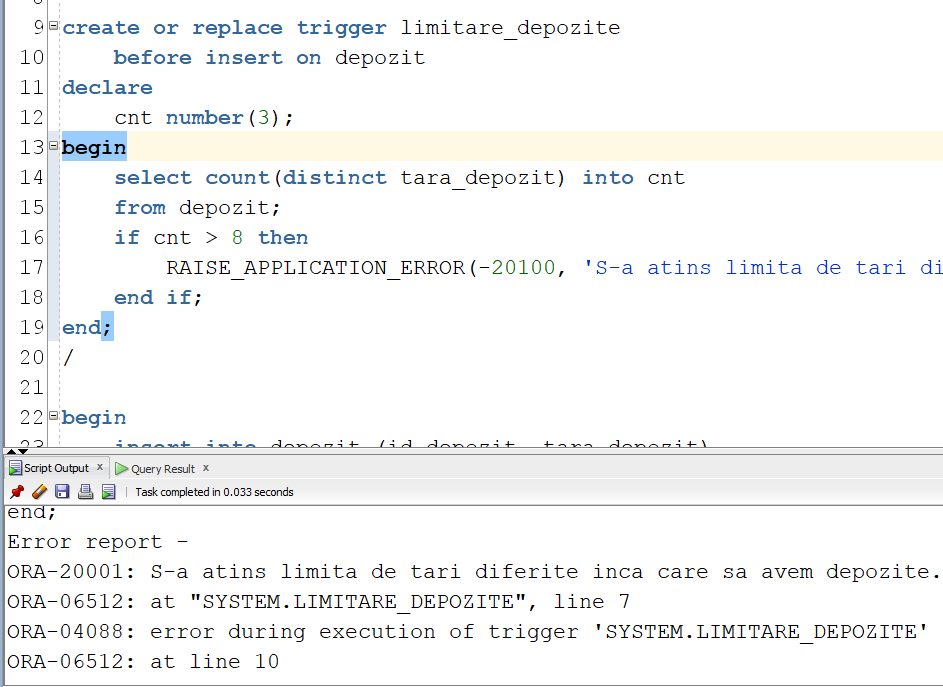 9 create or replace trigger limitare_depozite
10 before insert on depozit
11 declare
12 cnt number(3);
13 begin
14 select count(distinct tara_depozit) into cnt
15 from depozit;
16 if cnt > 8 then
17 RAISE_APPLICATION_ERROR(-20100, 'S-a atins limita de tari di
18 end if;
19 end;
20 /
21
22 begin
23 insert into depozit (id_depozit, tara_depozit)
Script Output x Query Result x
Task completed in 0.033 seconds
end;
Error report -
ORA-20001: S-a atins limita de tari diferite inca care sa avem depozite.
ORA-06512: at "SYSTEM.LIMITARE_DEPOZITE", line 7
ORA-04088: error during execution of trigger 'SYSTEM.LIMITARE_DEPOZITE'
ORA-06512: at line 10